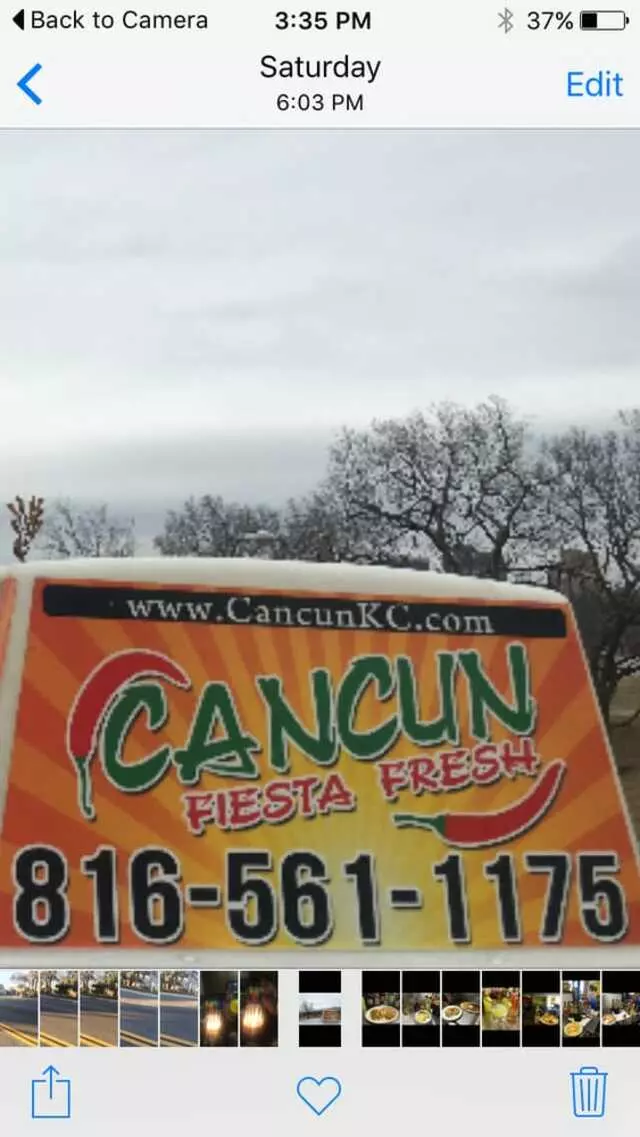 Back to Camera 3:35 PM 37%
Saturday
6:03 PM
Edit
www.CancunKC.com
CANCUN
FIESTA FRESH
816-561-1175